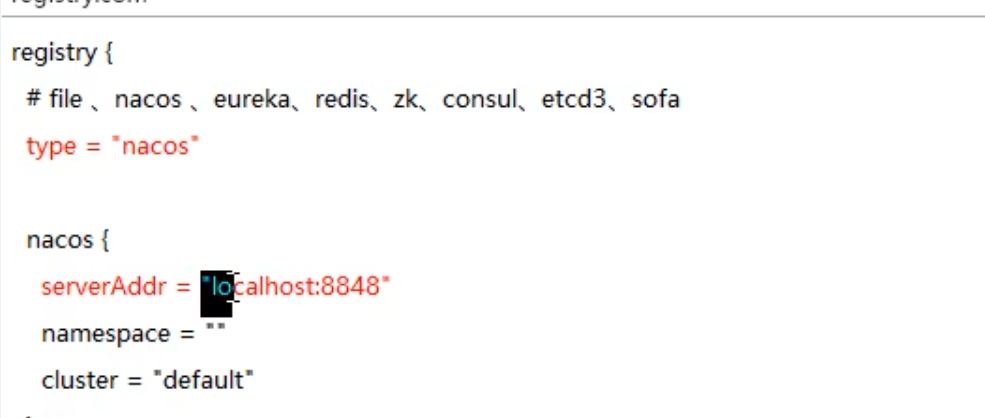 registry {
# file 、nacos 、eureka、redis、zk、consul、etcd3、sofa
type = "nacos"
nacos {
serverAddr = "localhost:8848"
namespace = ""
cluster = "default"